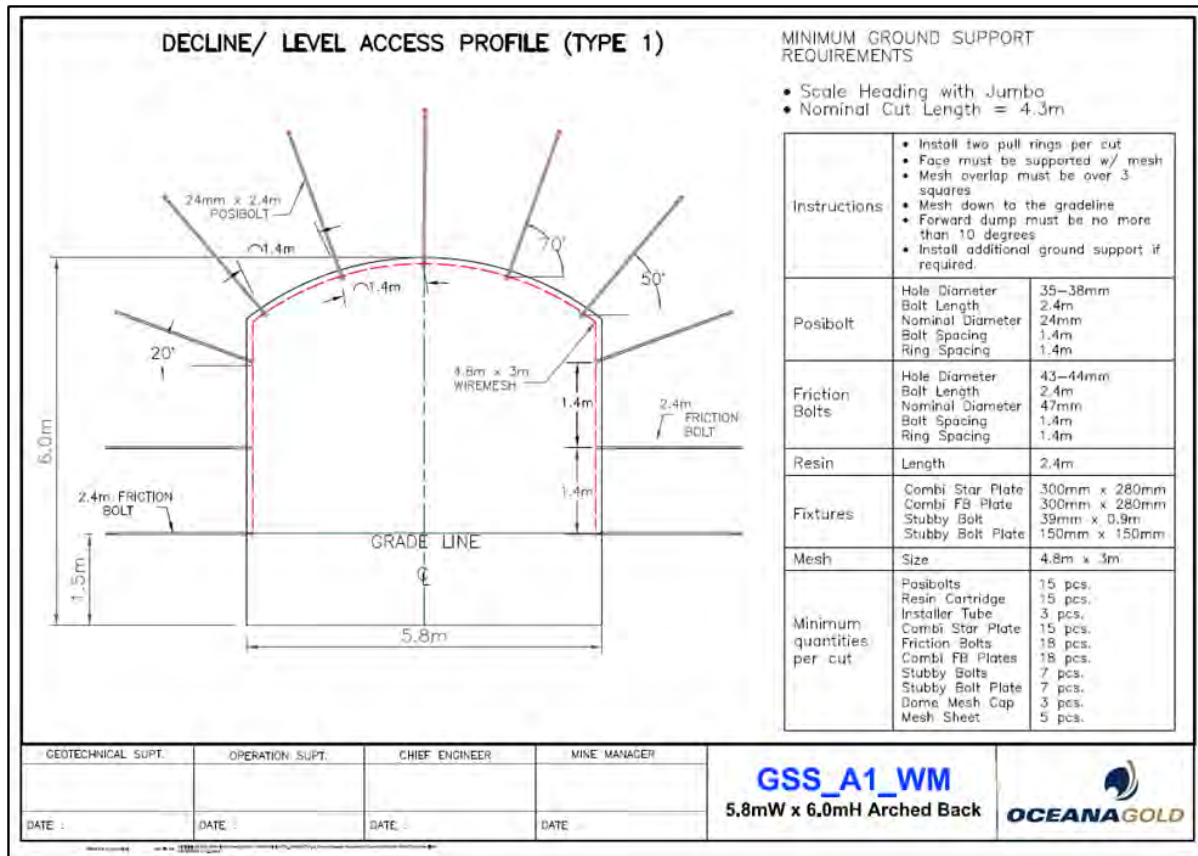 DECLINE/ LEVEL ACCESS PROFILE (TYPE 1)
MINIMUM GROUND SUPPORT
REQUIREMENTS
• Scale Heading with Jumbo
• Nominal Cut Length = 4.3m
24mm x 2.4m
POSIBOLT
1.4m
1.4m
70°
50°
20°
4.8m x 3m
WIREMESH
1.4m
1.4m
2.4m
FRICTION
BOLT
2.4m FRICTION
BOLT
6.0m
1.5m
GRADE LINE
5.8m
Instructions
• Install two pull rings per cut
• Face must be supported w/ mesh
• Mesh overlap must be over 3
squares
• Mesh down to the gradeline
• Forward dump must be no more
than 10 degrees
• Install additional ground support if
required.
Posibolt
Hole Diameter 35-38mm
Bolt Length 2.4m
Nominal Diameter 24mm
Bolt Spacing 1.4m
Ring Spacing 1.4m
Friction
Bolts
Hole Diameter 43-44mm
Bolt Length 2.4m
Nominal Diameter 47mm
Bolt Spacing 1.4m
Ring Spacing 1.4m
Resin Length 2.4m
Fixtures
Combi Star Plate 300mm x 280mm
Combi FB Plate 300mm x 280mm
Stubby Bolt 39mm x 0.9m
Stubby Bolt Plate 150mm x 150mm
Mesh Size 4.8m x 3m
Minimum
quantities
per cut
Posibolts 15 pcs.
Resin Cartridge 15 pcs.
Installer Tube 3 pcs.
Combi Star Plate 15 pcs.
Friction Bolts 18 pcs.
Combi FB Plates 18 pcs.
Stubby Bolts 7 pcs.
Stubby Bolt Plate 7 pcs.
Dome Mesh Cap 3 pcs.
Mesh Sheet 5 pcs.
GEOTECHNICAL SUPT. OPERATION SUPT. CHIEF ENGINEER MINE MANAGER
DATE : DATE : DATE : DATE
GSS_A1_WM
5.8mW x 6.0mH Arched Back
OCEANAGOLD